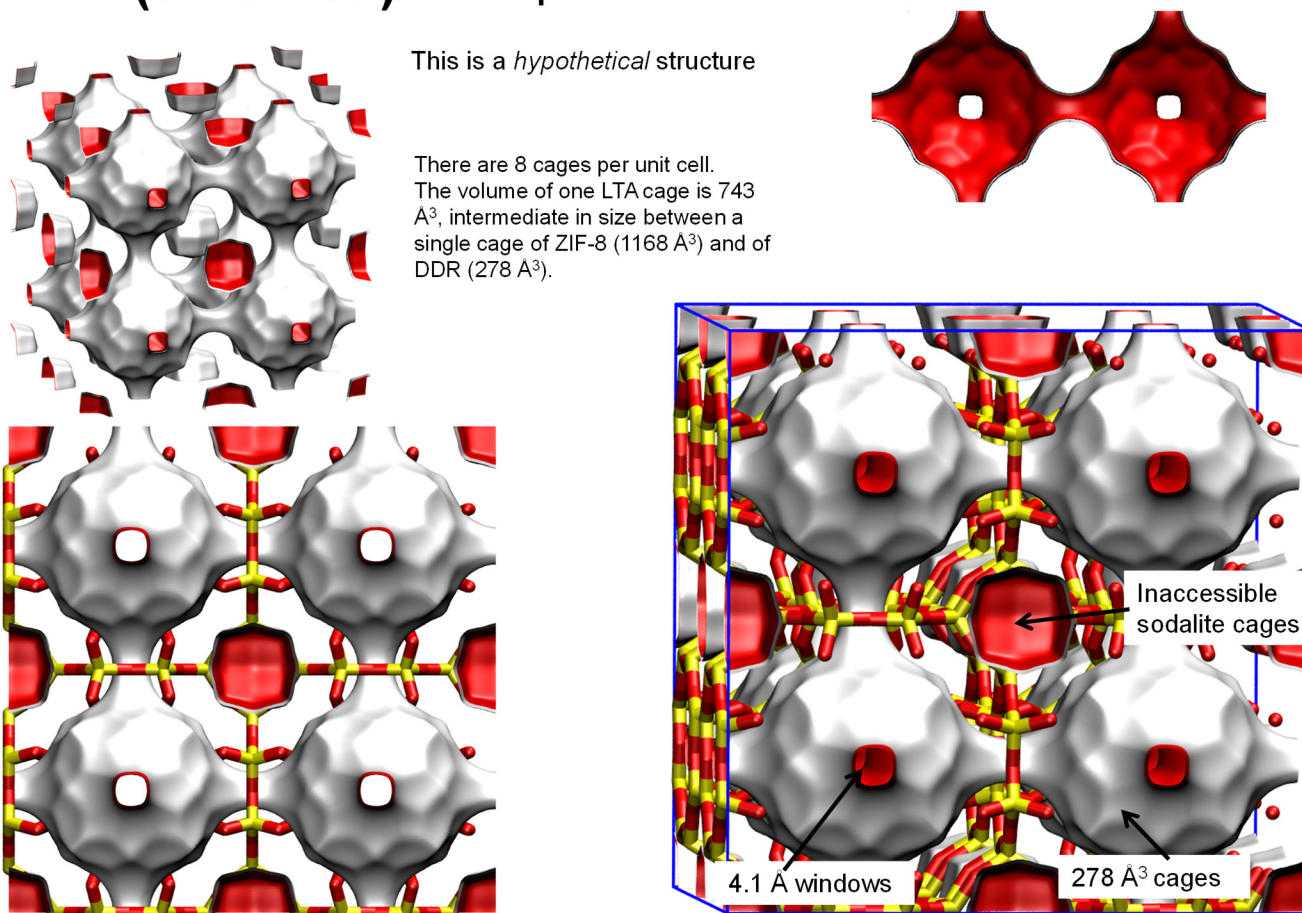 This is a hypothetical structure
There are 8 cages per unit cell.
The volume of one LTA cage is 743
Å³, intermediate in size between a
single cage of ZIF-8 (1168 Å³) and of
DDR (278 Å³).
Inaccessible
sodalite cages
4.1 Å windows
278 Å³ cages